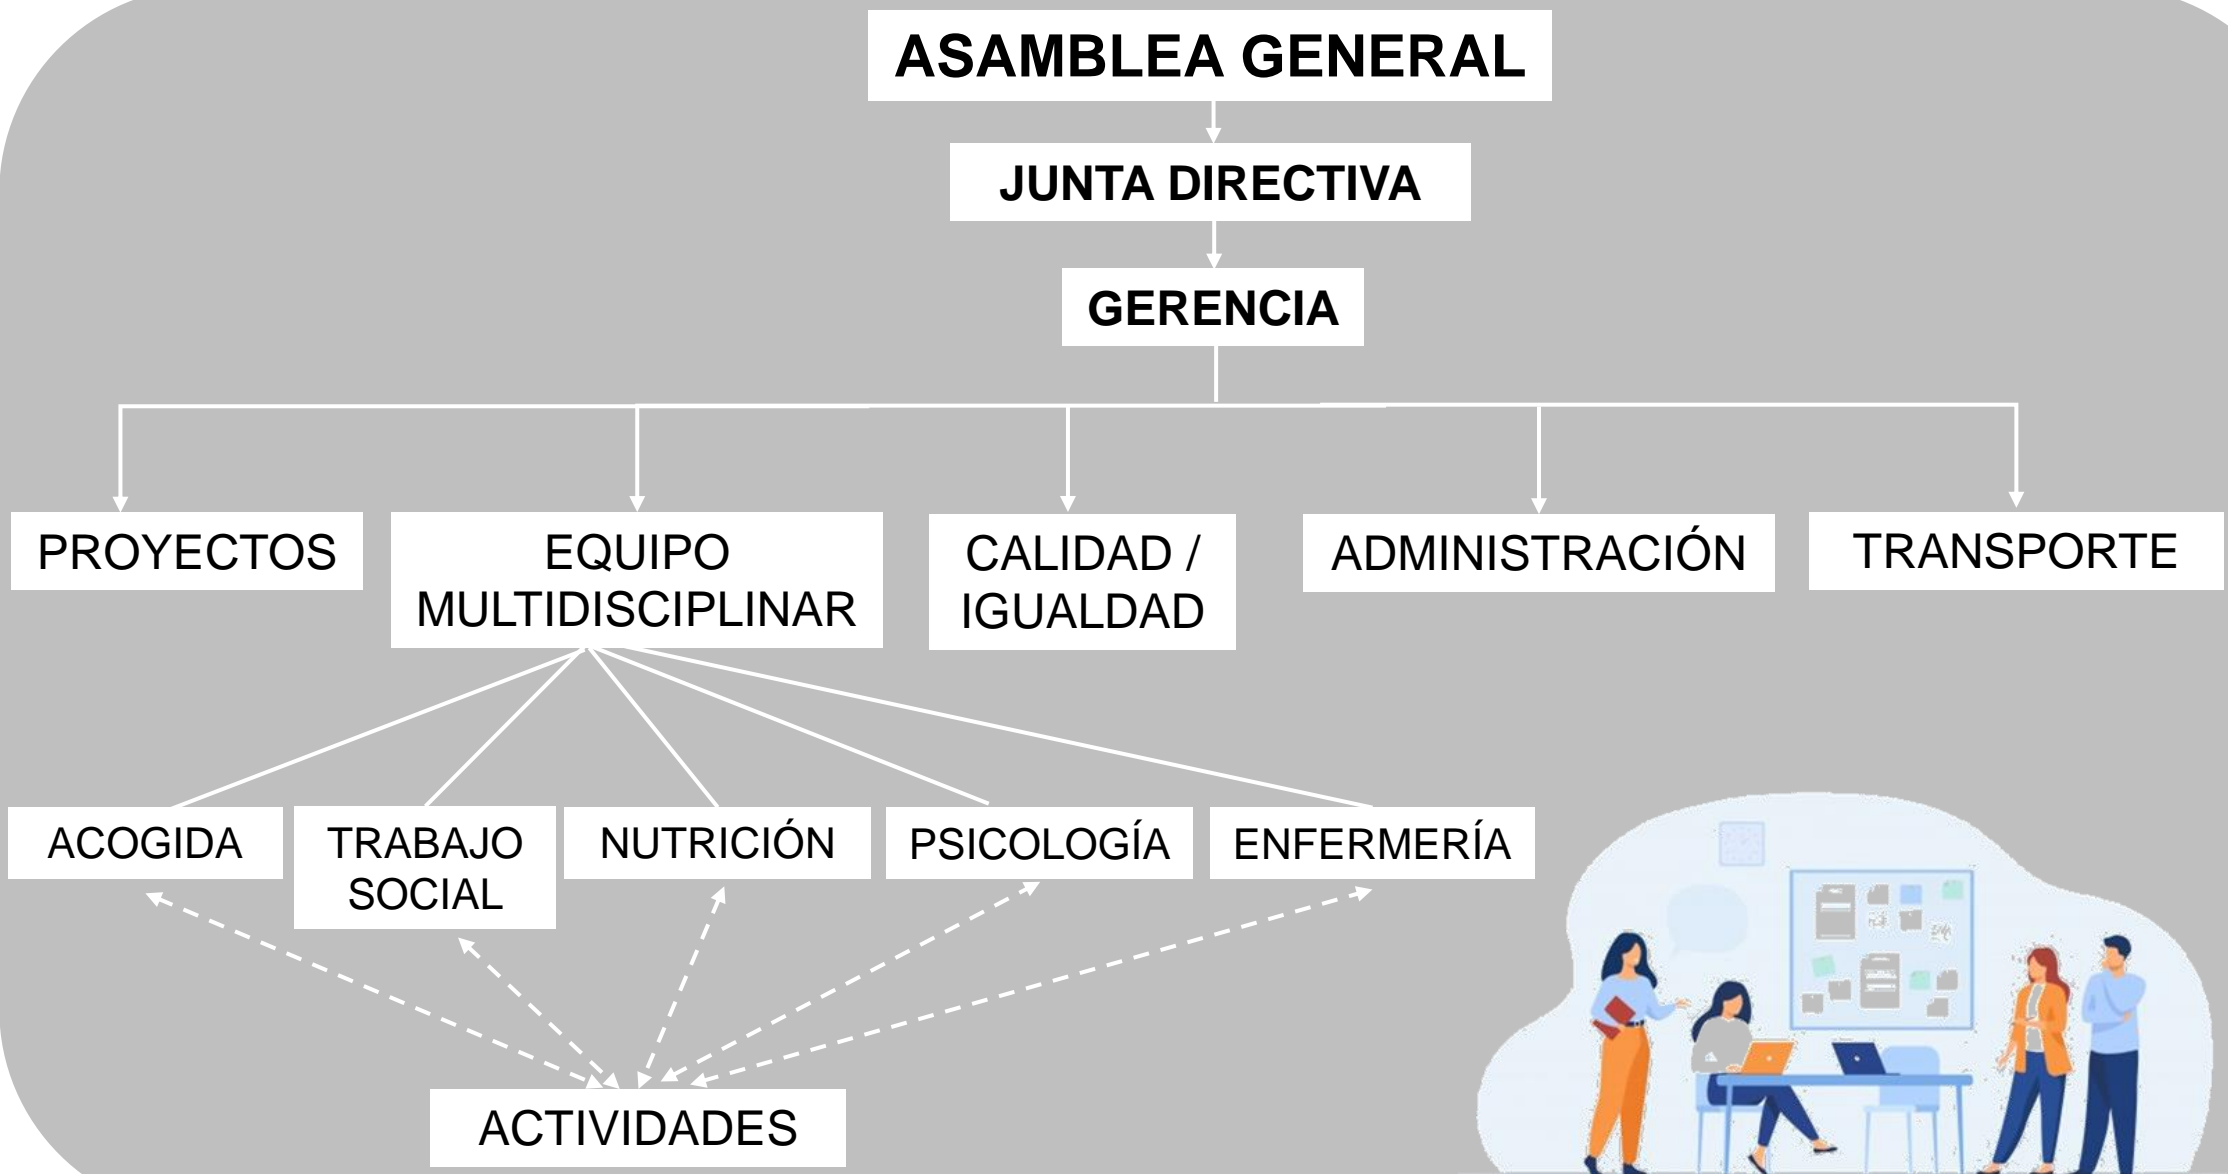 ASAMBLEA GENERAL
JUNTA DIRECTIVA
GERENCIA
PROYECTOS
EQUIPO
MULTIDISCIPLINAR
CALIDAD /
IGUALDAD
ADMINISTRACIÓN
TRANSPORTE
ACOGIDA
TRABAJO
SOCIAL
NUTRICIÓN
PSICOLOGÍA
ENFERMERÍA
ACTIVIDADES